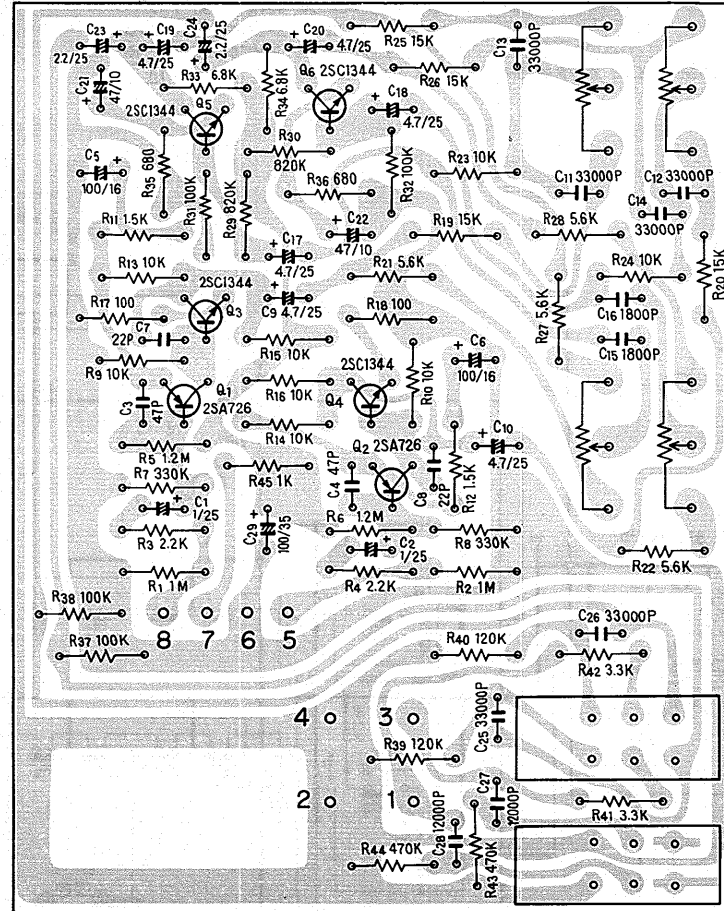 C23
2.2/25
C19
4.7/25
C24
2.2/25
C20
4.7/25
R25 15K
C13
33000P
C21
47/10
R33 6.8K
R34 6.8K
Q6 2SC1344
R26 15K
2SC1344
Q5
C18
4.7/25
C5
100/16
R35 680
R30
820K
R32 100K
R23 10K
R31 100K
R29 820K
R36 680
C11 33000P
C12 33000P
C14
33000P
R11 1.5K
C17
4.7/25
C22
47/10
R19 15K
R28 5.6K
R13 10K
2SC1344
R21 5.6K
R24 10K
R20 15K
R17 100
Q3
C9 4.7/25
R18 100
R27 5.6K
C16 1800P
C7
22P
R15 10K
C6
100/16
C15 1800P
R9 10K
2SC1344
C3
47P
Q1
2SA726
R16 10K
Q4
R10 10K
R14 10K
C10
4.7/25
R5 1.2M
Q2 2SA726
R7 330K
R45 1K
C4 47P
C8
22P
R12 1.5K
C1
1/25
C29
100/35
R6 1.2M
R3 2.2K
C2
1/25
R8 330K
R1 1M
R4 2.2K
R2 1M
R22 5.6K
R38 100K
8 7 6 5
C26 33000P
R37 100K
R40 120K
R42 3.3K
4 3
C25 33000P
R39 120K
C27
12000P
2 1
R41 3.3K
C28 12000P
R44 470K
R43 470K